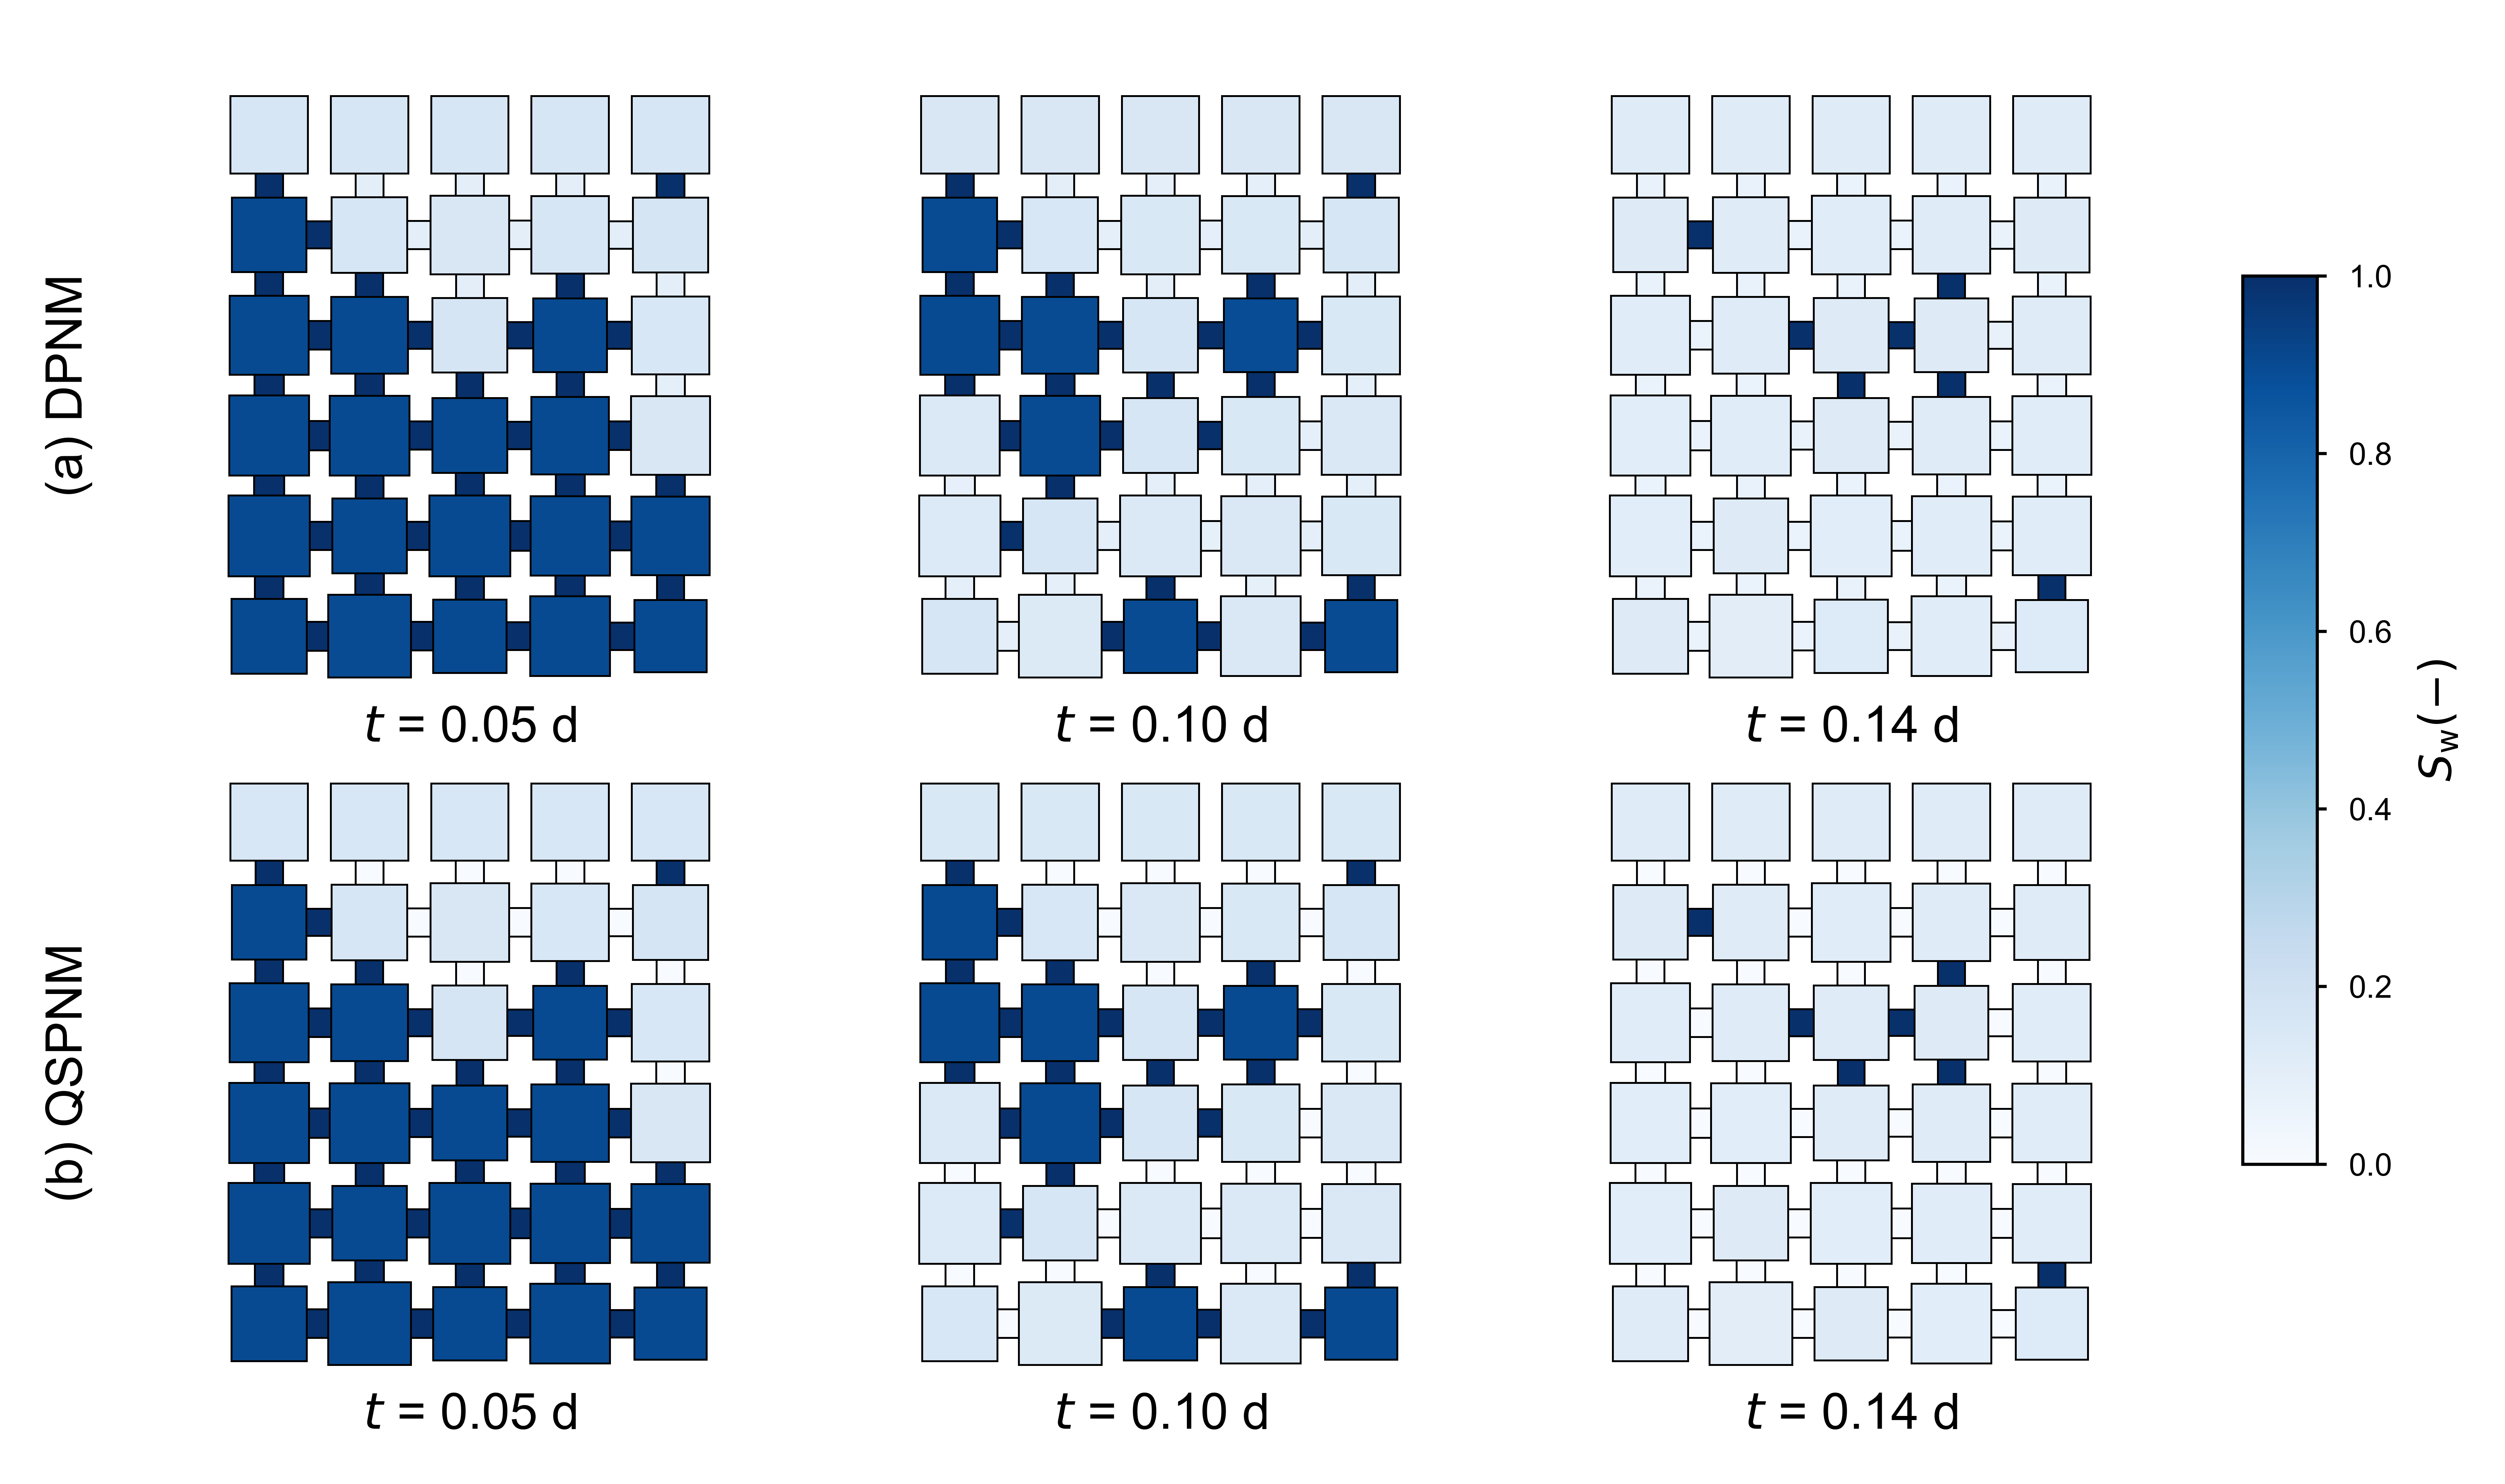 (a) DPNM
t = 0.05 d
t = 0.10 d
t = 0.14 d
(b) QSPNM
t = 0.05 d
t = 0.10 d
t = 0.14 d
1.0
0.8
0.6
0.4
0.2
0.0
Sw(−)